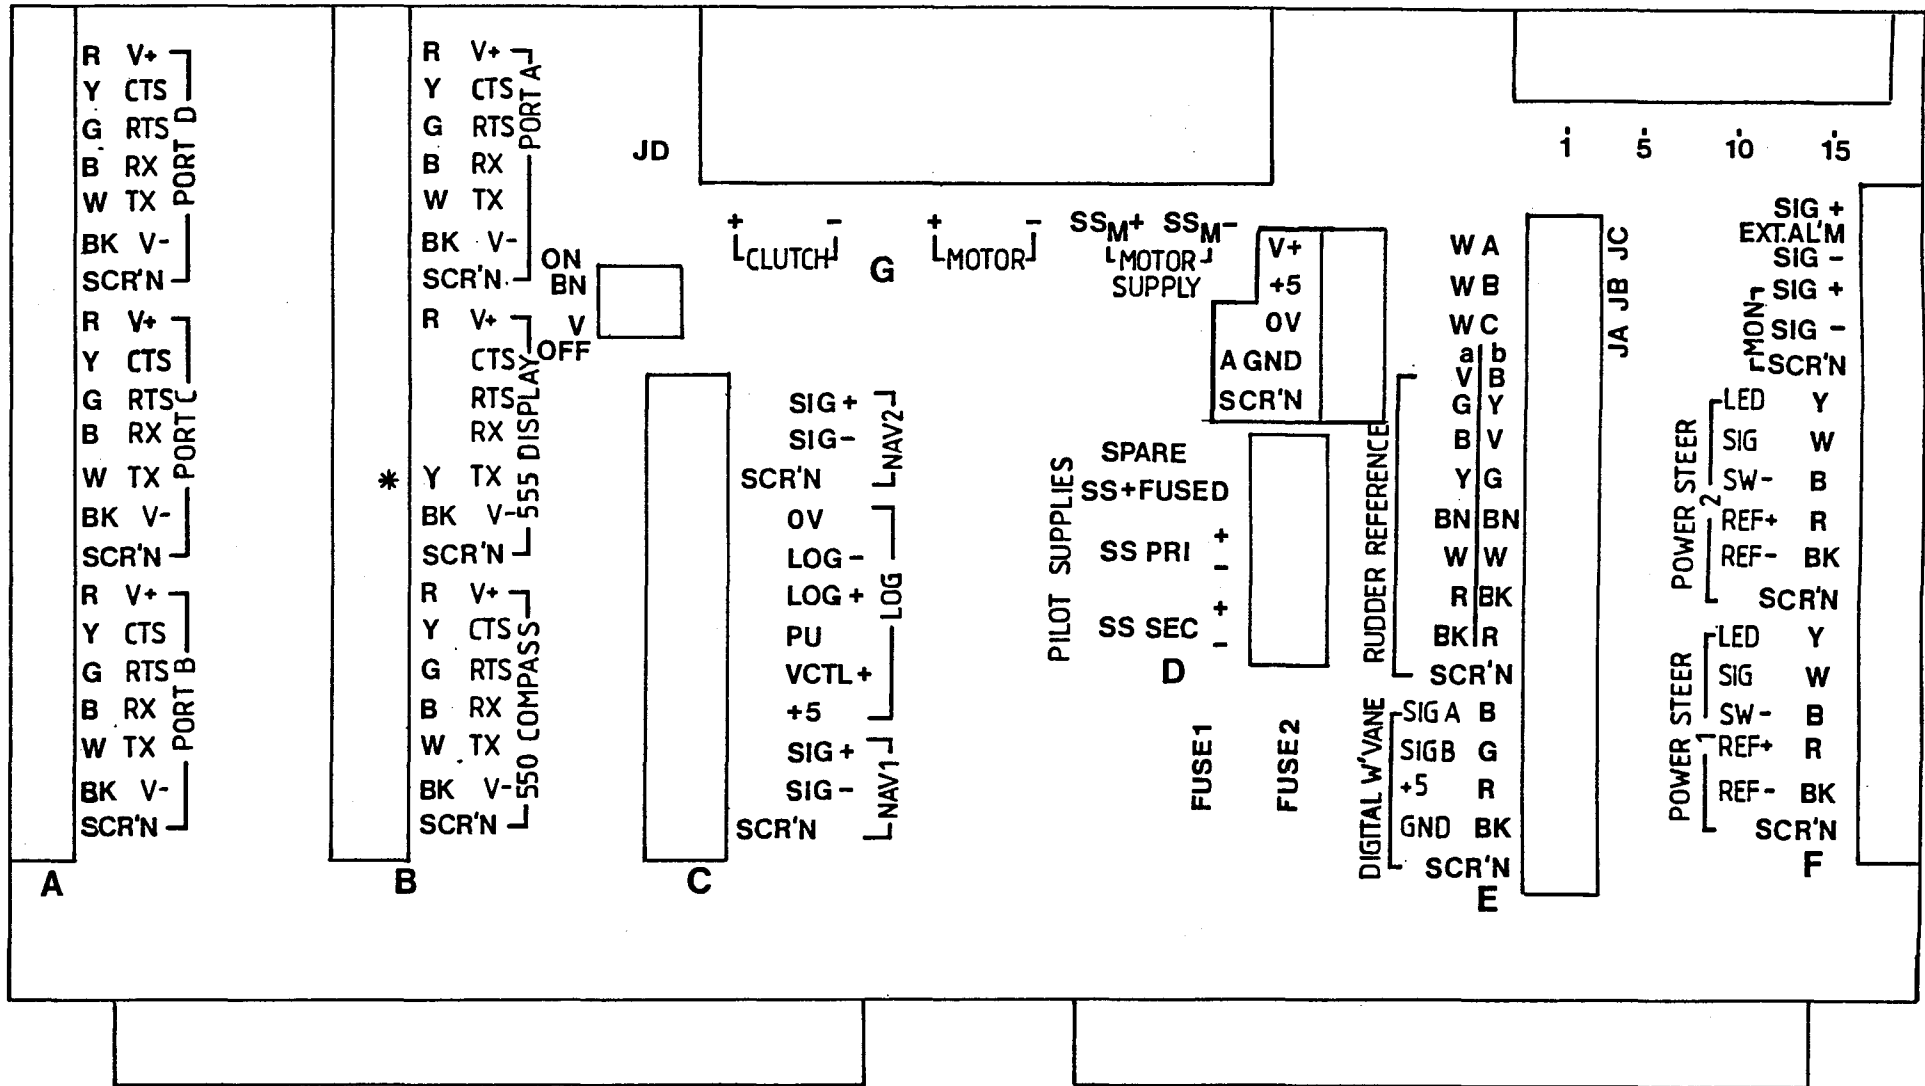 R V+
Y CTS
G RTS
B RX
W TX
BK V-
SCR'N
PORT D
R V+
Y CTS
G RTS
B RX
W TX
BK V-
SCR'N
PORT C
R V+
Y CTS
G RTS
B RX
W TX
BK V-
SCR'N
PORT B
A
R V+
Y CTS
G RTS
B RX
W TX
BK V-
SCR'N
PORT A
R V+
CTS
RTS
RX
* Y TX
BK V-
SCR'N
555 DISPLAY
R V+
Y CTS
G RTS
B RX
W TX
BK V-
SCR'N
550 COMPASS
B
ON
BN
V
OFF
JD
SIG+
SIG-
SCR'N
NAV2
0V
LOG-
LOG+
PU
VCTL+
+5
LOG
SIG+
SIG-
SCR'N
NAV1
C
+ -
CLUTCH
G
+ -
MOTOR
SSM+ SSM-
MOTOR
SUPPLY
V+
+5
0V
A GND
SCR'N
PILOT SUPPLIES
SPARE
SS+FUSED
SS PRI + -
SS SEC + -
D
FUSE1
FUSE2
W A
W B
W C
a b
V B
G Y
B V
Y G
BN BN
W W
R BK
BK R
SCR'N
RUDDER REFERENCE
SIG A B
SIGB G
+5 R
GND BK
SCR'N
DIGITAL W'VANE
E
JC
JB
JA
1 5 10 15
SIG +
EXT.AL'M
SIG -
SIG +
SIG -
SCR'N
MON
LED Y
SIG W
SW- B
REF+ R
REF- BK
SCR'N
POWER STEER
2
LED Y
SIG W
SW- B
REF+ R
REF- BK
SCR'N
POWER STEER
1
F